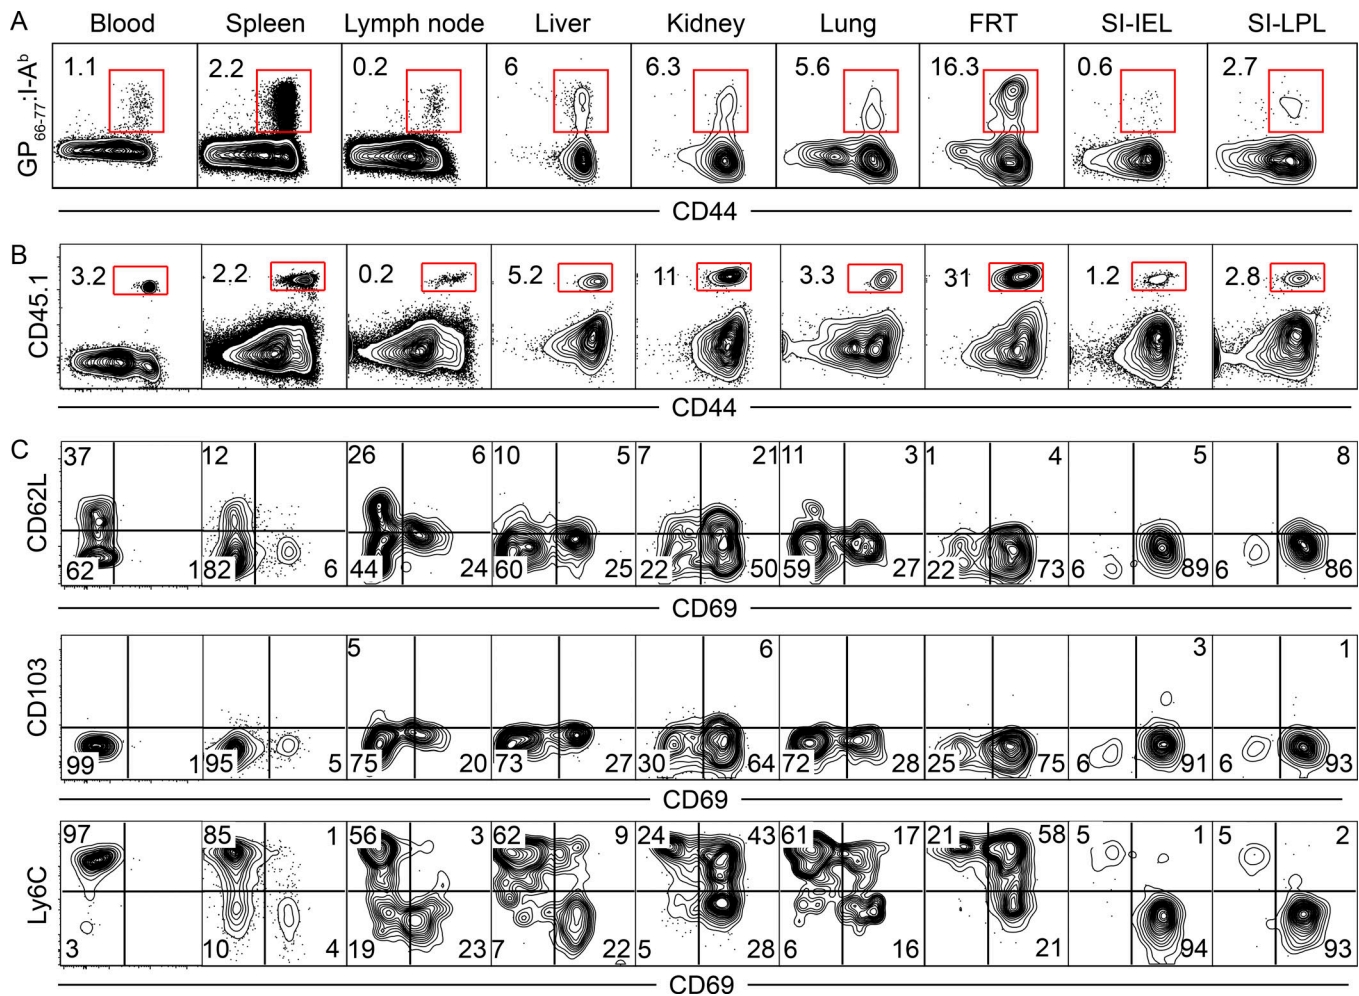 A
Blood Spleen Lymph node Liver Kidney Lung FRT SI-IEL SI-LPL
GP66-77::I-Ab
1.1 2.2 0.2 6 6.3 5.6 16.3 0.6 2.7
CD44
B
CD45.1
3.2 2.2 0.2 5.2 11 3.3 31 1.2 2.8
CD44
C
CD62L
37 12 26 6 10 5 7 21 11 3 1 4 5 8
62 1 82 6 44 24 60 25 22 50 59 27 22 73 6 89 6 86
CD69
CD103
5 6 3 1
99 1 95 5 75 20 73 27 30 64 72 28 25 75 6 91 6 93
CD69
Ly6C
97 85 1 56 3 62 9 24 43 61 17 21 58 5 1 5 2
3 10 4 19 23 7 22 5 28 6 16 21 94 93
CD69